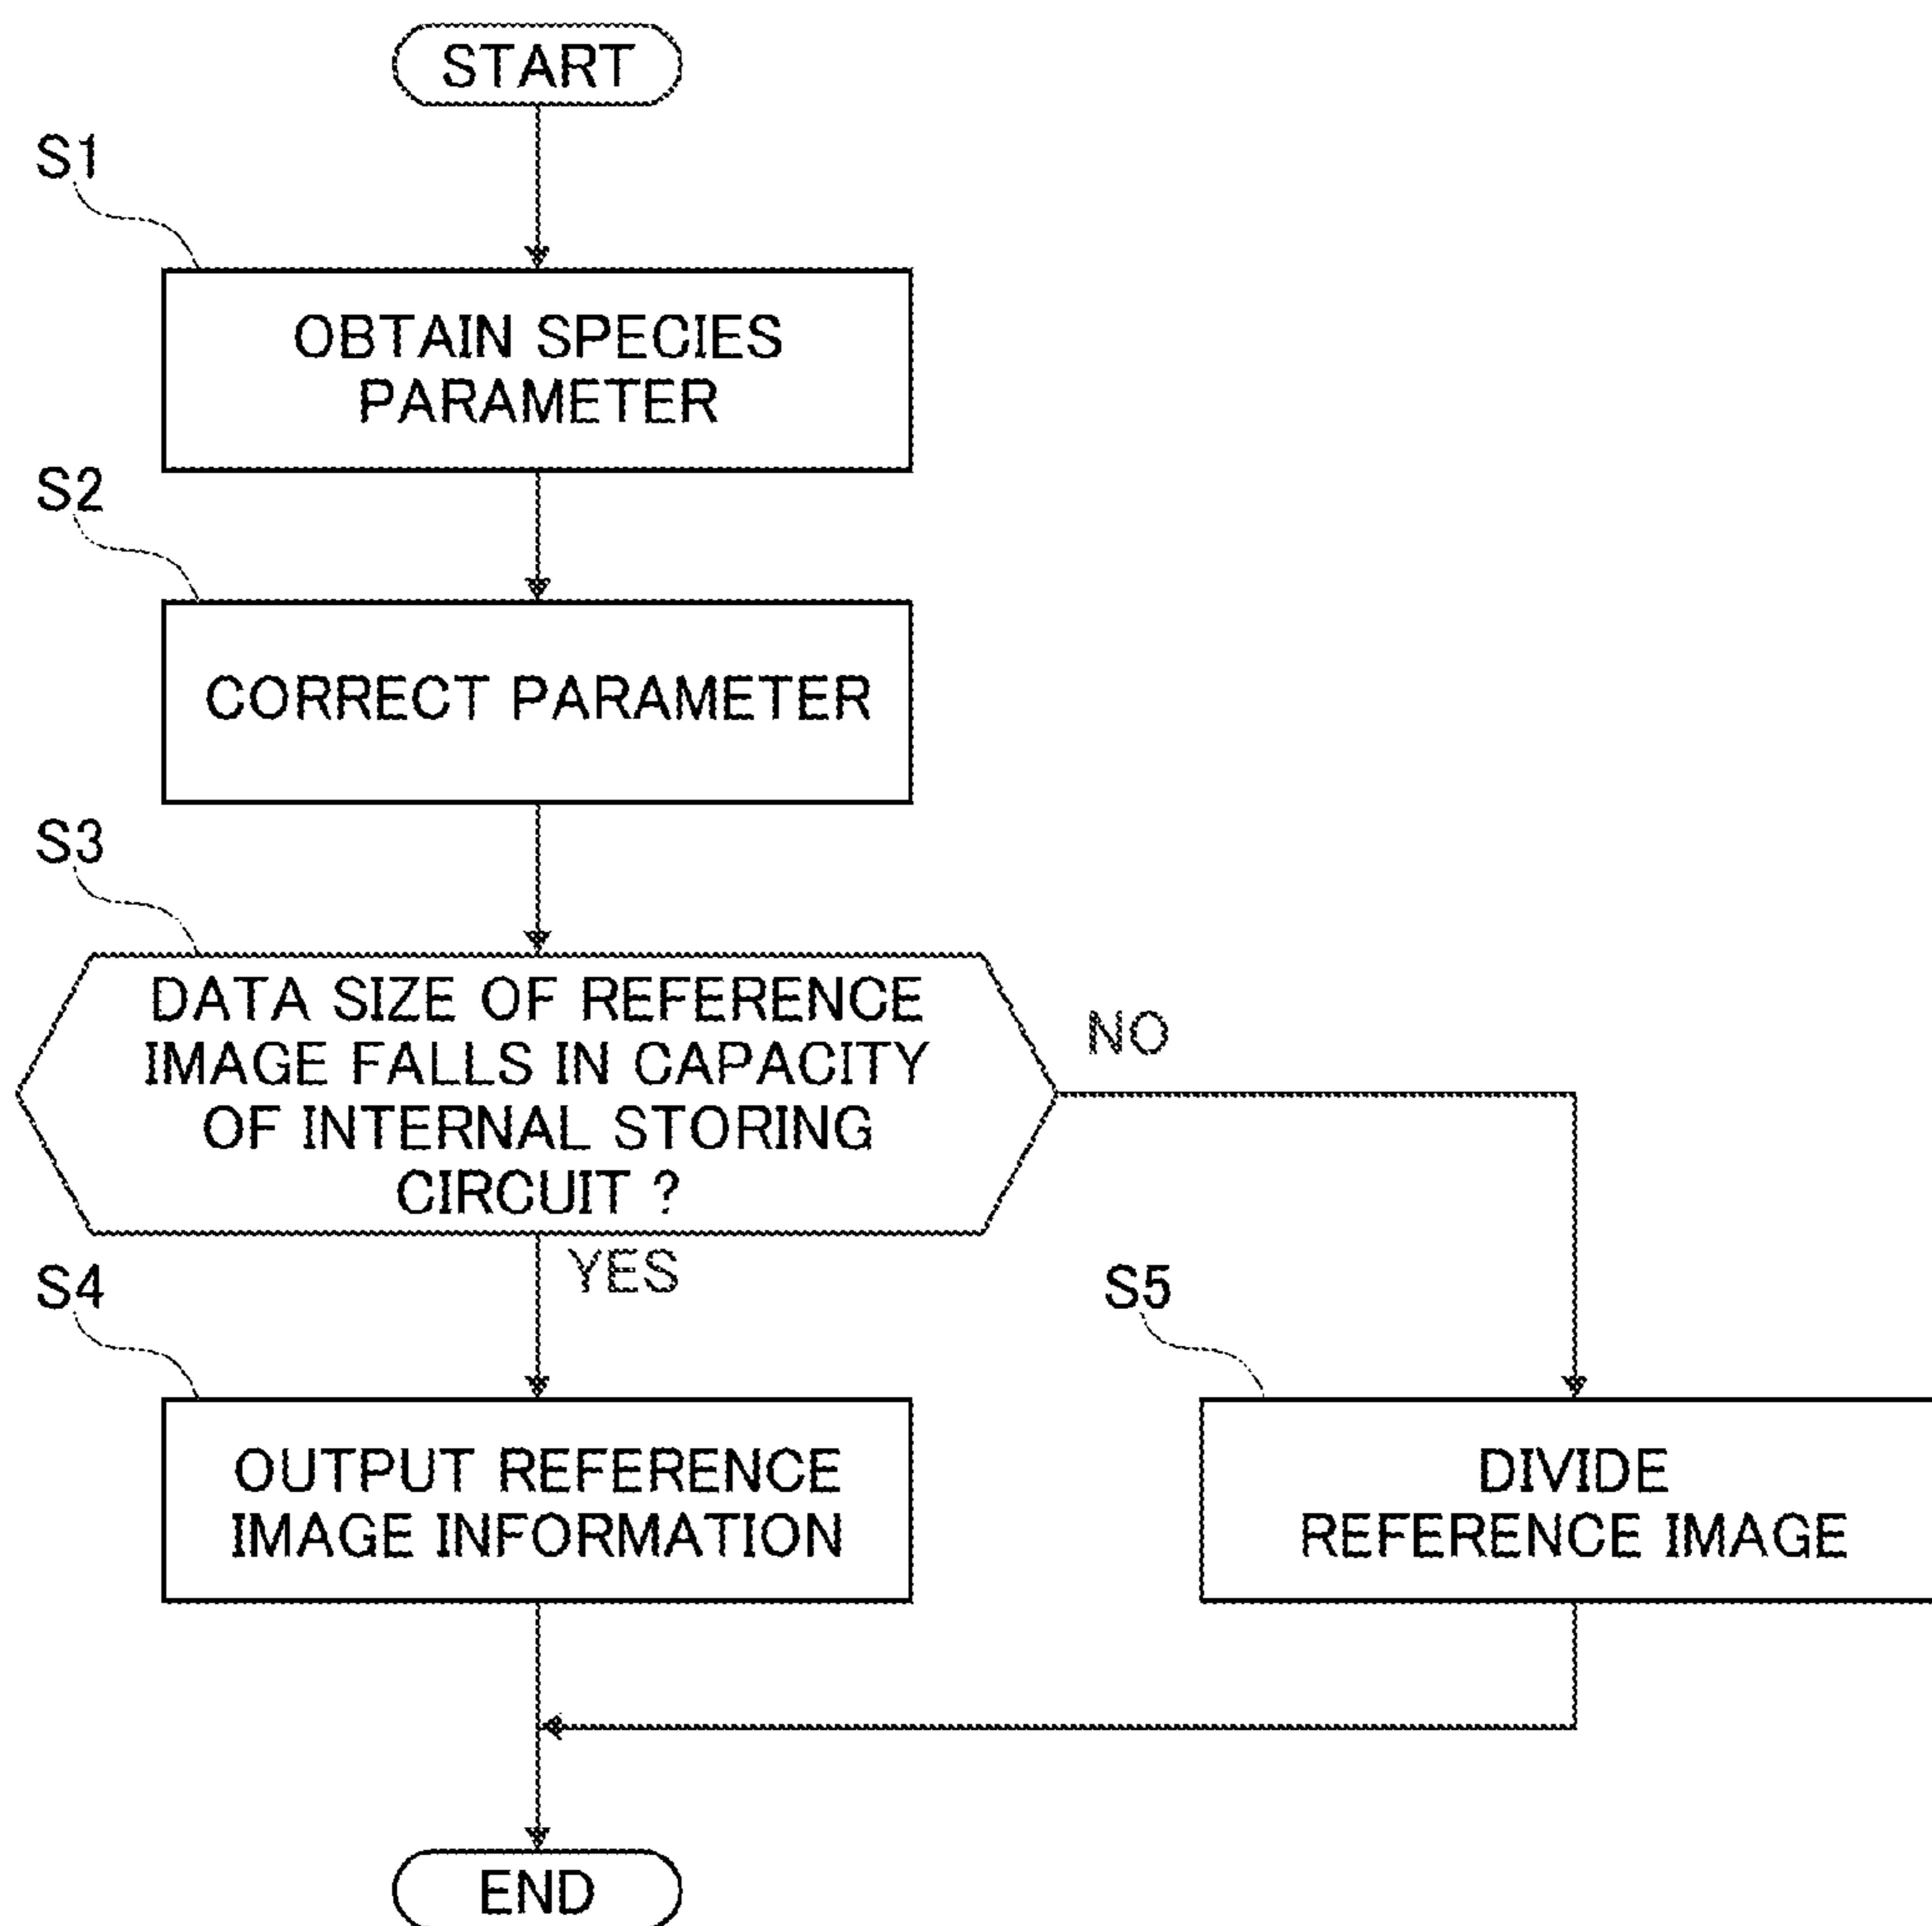 START
S1
OBTAIN SPECIES
PARAMETER
S2
CORRECT PARAMETER
S3
DATA SIZE OF REFERENCE
IMAGE FALLS IN CAPACITY
OF INTERNAL STORING
CIRCUIT ?
NO
YES
S4
OUTPUT REFERENCE
IMAGE INFORMATION
S5
DIVIDE
REFERENCE IMAGE
END